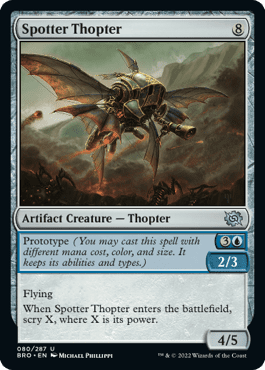 Spotter Thopter 8
Artifact Creature — Thopter
Prototype (You may cast this spell with
different mana cost, color, and size. It
keeps its abilities and types.)
3
2/3
Flying
When Spotter Thopter enters the battlefield,
scry X, where X is its power.
4/5
080/287 U
BRO • EN MICHAEL PHILLIPPI
™ & © 2022 Wizards of the Coast